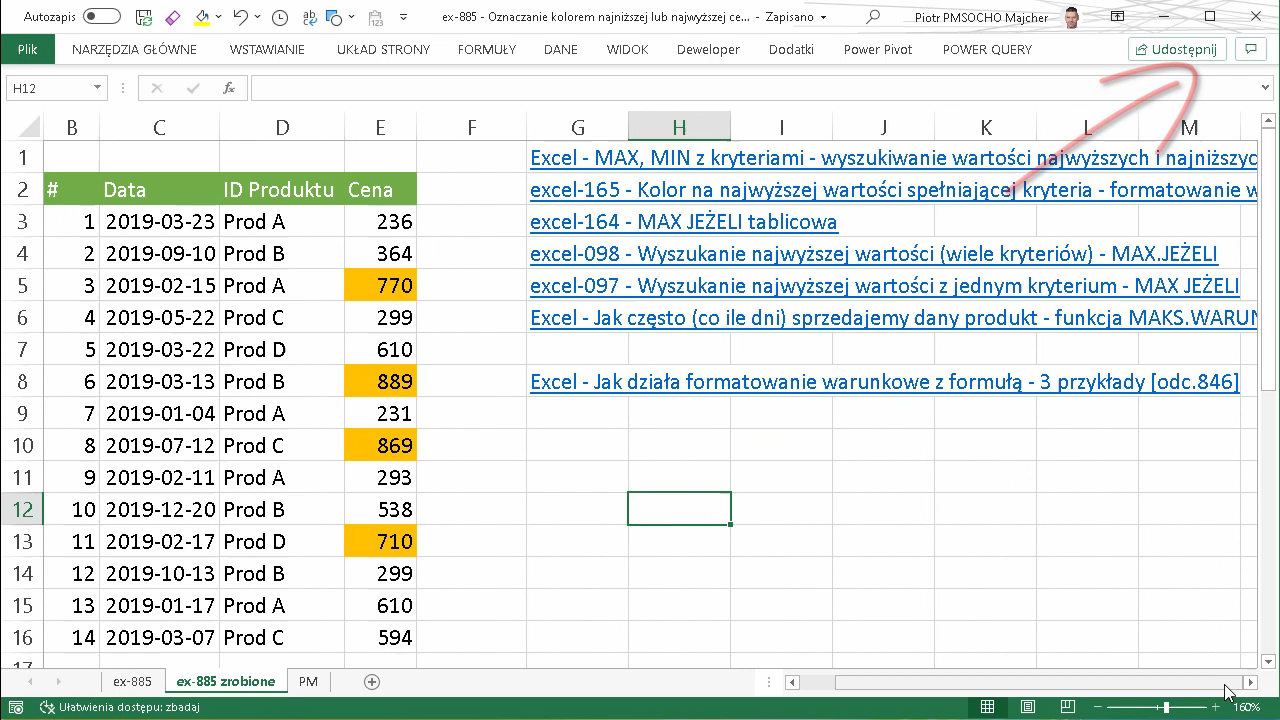 Autozapis
ex-885 - Oznaczanie kolorem najniższej lub najwyższej ce... - Zapisano
Piotr PMSOCHO Majcher
Plik NARZĘDZIA GŁÓWNE WSTAWIANIE UKŁAD STRONY FORMUŁY DANE WIDOK Deweloper Dodatki Power Pivot POWER QUERY Udostępnij
H12 fx
B C D E F G H I J K L M
1 Excel - MAX, MIN z kryteriami - wyszukiwanie wartości najwyższych i najniższyc
2 # Data ID Produktu Cena excel-165 - Kolor na najwyższej wartości spełniającej kryteria - formatowanie w
3 1 2019-03-23 Prod A 236 excel-164 - MAX JEŻELI tablicowa
4 2 2019-09-10 Prod B 364 excel-098 - Wyszukanie najwyższej wartości (wiele kryteriów) - MAX.JEŻELI
5 3 2019-02-15 Prod A 770 excel-097 - Wyszukanie najwyższej wartości z jednym kryterium - MAX JEŻELI
6 4 2019-05-22 Prod C 299 Excel - Jak często (co ile dni) sprzedajemy dany produkt - funkcja MAKS.WARUN
7 5 2019-03-22 Prod D 610
8 6 2019-03-13 Prod B 889 Excel - Jak działa formatowanie warunkowe z formułą - 3 przykłady [odc.846]
9 7 2019-01-04 Prod A 231
10 8 2019-07-12 Prod C 869
11 9 2019-02-11 Prod A 293
12 10 2019-12-20 Prod B 538
13 11 2019-02-17 Prod D 710
14 12 2019-10-13 Prod B 299
15 13 2019-01-17 Prod A 610
16 14 2019-03-07 Prod C 594
17
ex-885 ex-885 zrobione PM
Ułatwienia dostępu: zbadaj 160%